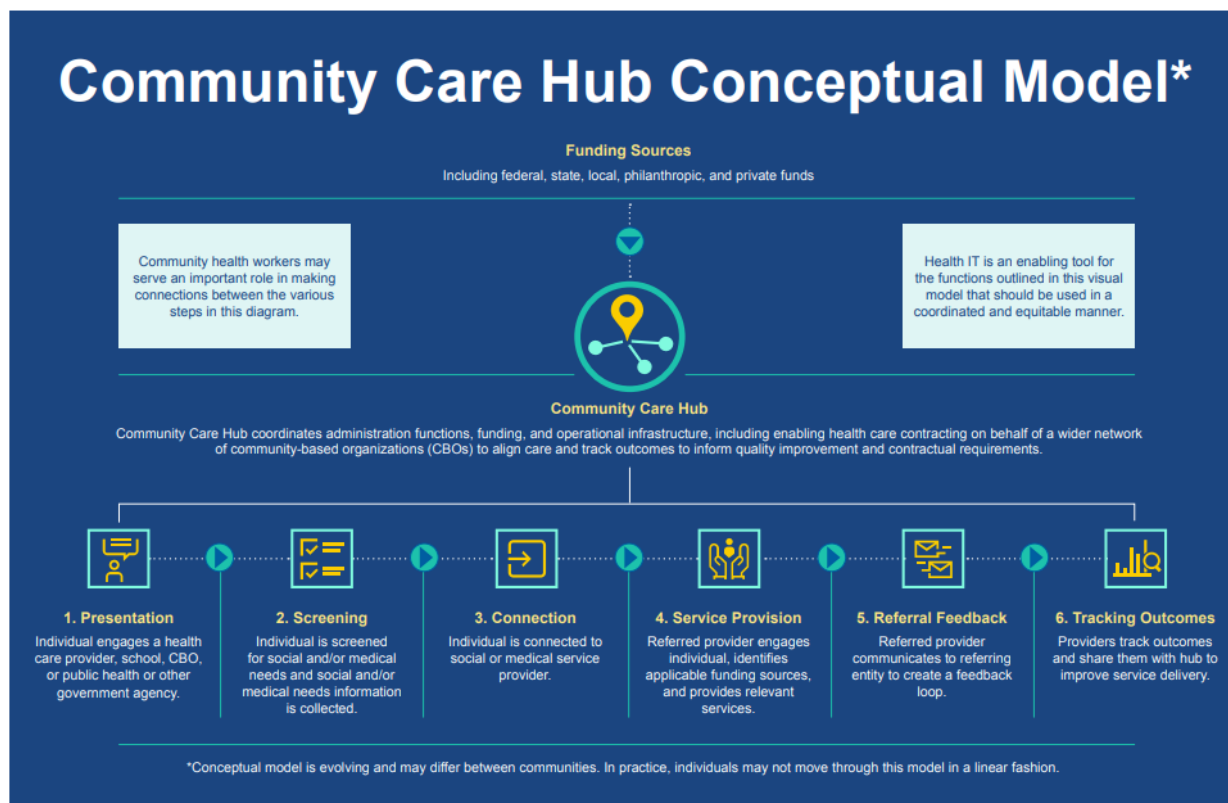 Community Care Hub Conceptual Model*
Funding Sources
Including federal, state, local, philanthropic, and private funds
Community health workers may
serve an important role in making
connections between the various
steps in this diagram.
Health IT is an enabling tool for
the functions outlined in this visual
model that should be used in a
coordinated and equitable manner.
Community Care Hub
Community Care Hub coordinates administration functions, funding, and operational infrastructure, including enabling health care contracting on behalf of a wider network
of community-based organizations (CBOs) to align care and track outcomes to inform quality improvement and contractual requirements.
1. Presentation
Individual engages a health
care provider, school, CBO,
or public health or other
government agency.
2. Screening
Individual is screened
for social and/or medical
needs and social and/or
medical needs information
is collected.
3. Connection
Individual is connected to
social or medical service
provider.
4. Service Provision
Referred provider engages
individual, identifies
applicable funding sources,
and provides relevant
services.
5. Referral Feedback
Referred provider
communicates to referring
entity to create a feedback
loop.
6. Tracking Outcomes
Providers track outcomes
and share them with hub to
improve service delivery.
*Conceptual model is evolving and may differ between communities. In practice, individuals may not move through this model in a linear fashion.